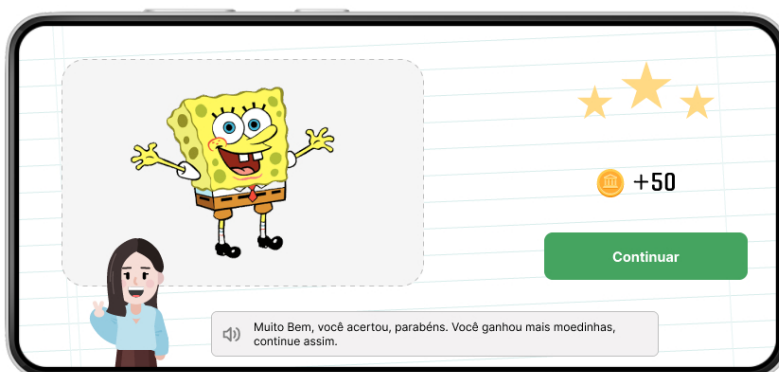 +50
Continuar
Muito Bem, você acertou, parabéns. Você ganhou mais moedinhas,
continue assim.